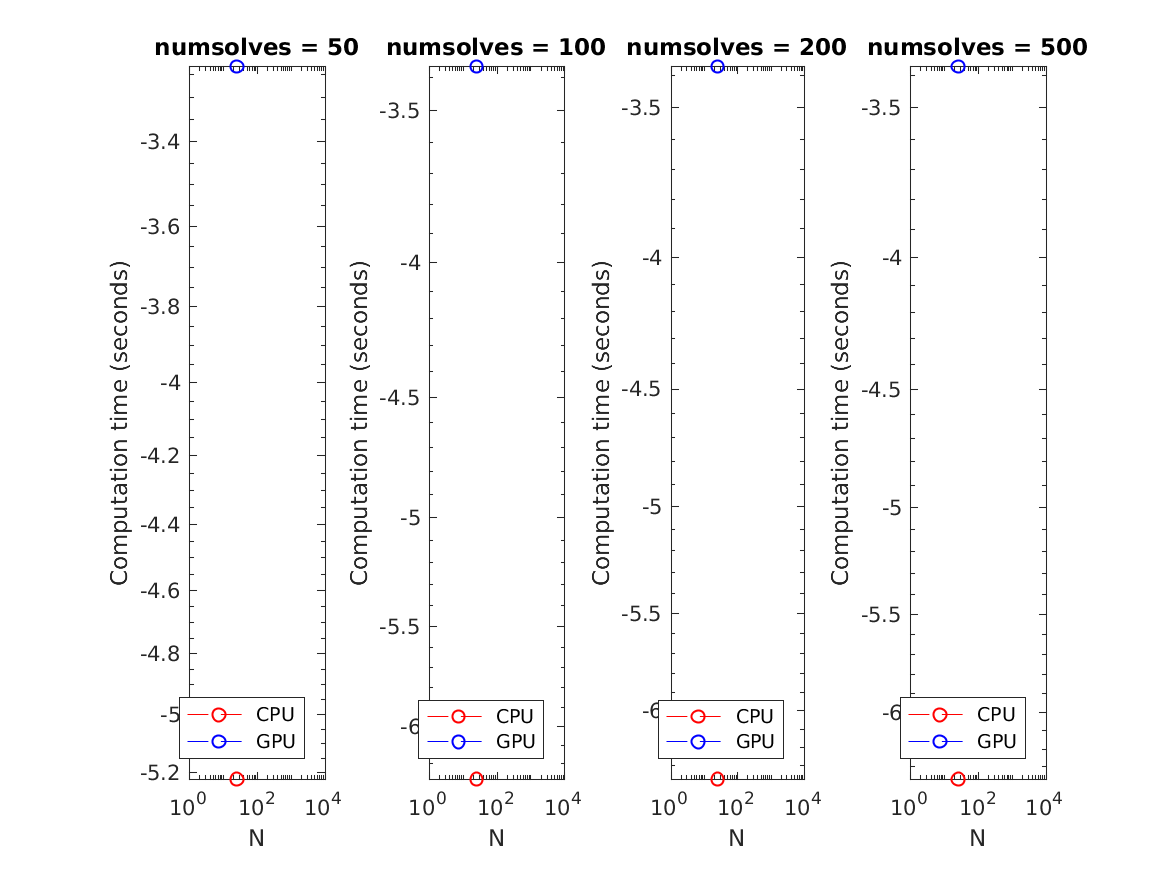 numsolves = 50
numsolves = 100
numsolves = 200
numsolves = 500
Computation time (seconds)
-3.4
-3.6
-3.8
-4
-4.2
-4.4
-4.6
-4.8
-5
-5.2
CPU
GPU
10^0
10^2
10^4
N
Computation time (seconds)
-3.5
-4
-4.5
-5
-5.5
-6
CPU
GPU
10^0
10^2
10^4
N
Computation time (seconds)
-3.5
-4
-4.5
-5
-5.5
-6
CPU
GPU
10^0
10^2
10^4
N
Computation time (seconds)
-3.5
-4
-4.5
-5
-5.5
-6
CPU
GPU
10^0
10^2
10^4
N